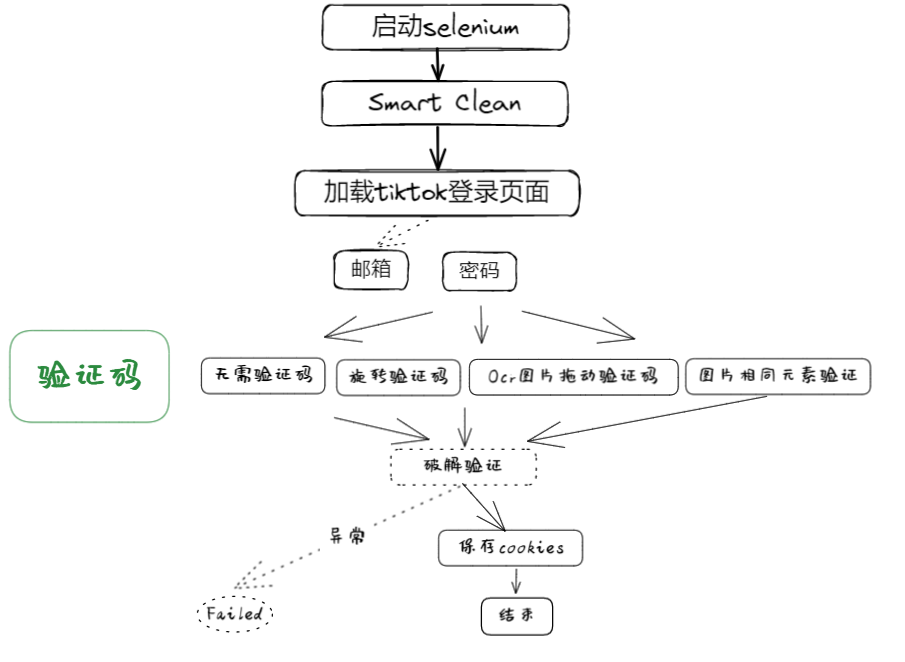 启动selenium
Smart Clean
加载tiktok登录页面
邮箱
密码
验证码
无需验证码
旋转验证码
Ocr图片拖动验证码
图片相同元素验证
破解验证
异常
保存cookies
Failed
结束